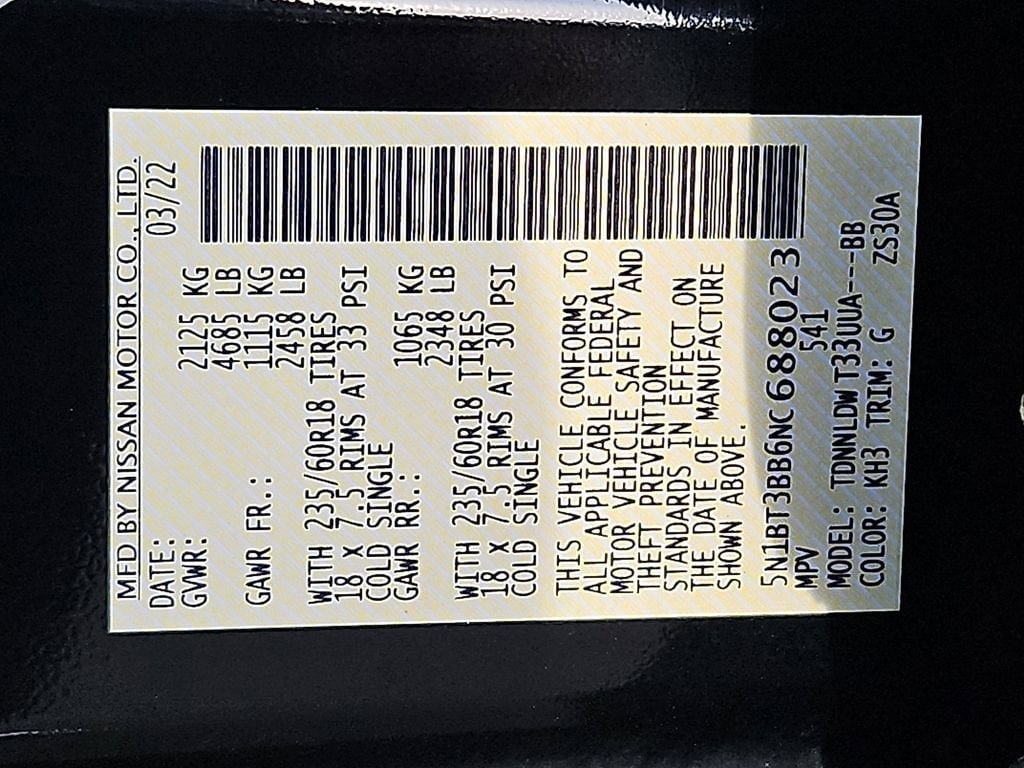 MFD BY NISSAN MOTOR CO., LTD.
DATE: 03/22
GVWR: 2125 KG
4685 LB
GAWR FR.: 1115 KG
2458 LB
WITH 235/60R18 TIRES
18 X 7.5 RIMS AT 33 PSI
COLD SINGLE
GAWR RR.: 1065 KG
2348 LB
WITH 235/60R18 TIRES
18 X 7.5 RIMS AT 30 PSI
COLD SINGLE
THIS VEHICLE CONFORMS TO
ALL APPLICABLE FEDERAL
MOTOR VEHICLE SAFETY AND
THEFT PREVENTION
STANDARDS IN EFFECT ON
THE DATE OF MANUFACTURE
SHOWN ABOVE.
5N1BT3BB6NC688023
MPV 541
MODEL: TDNNLDWT33UUA---BB
COLOR: KH3 TRIM: G ZS30A